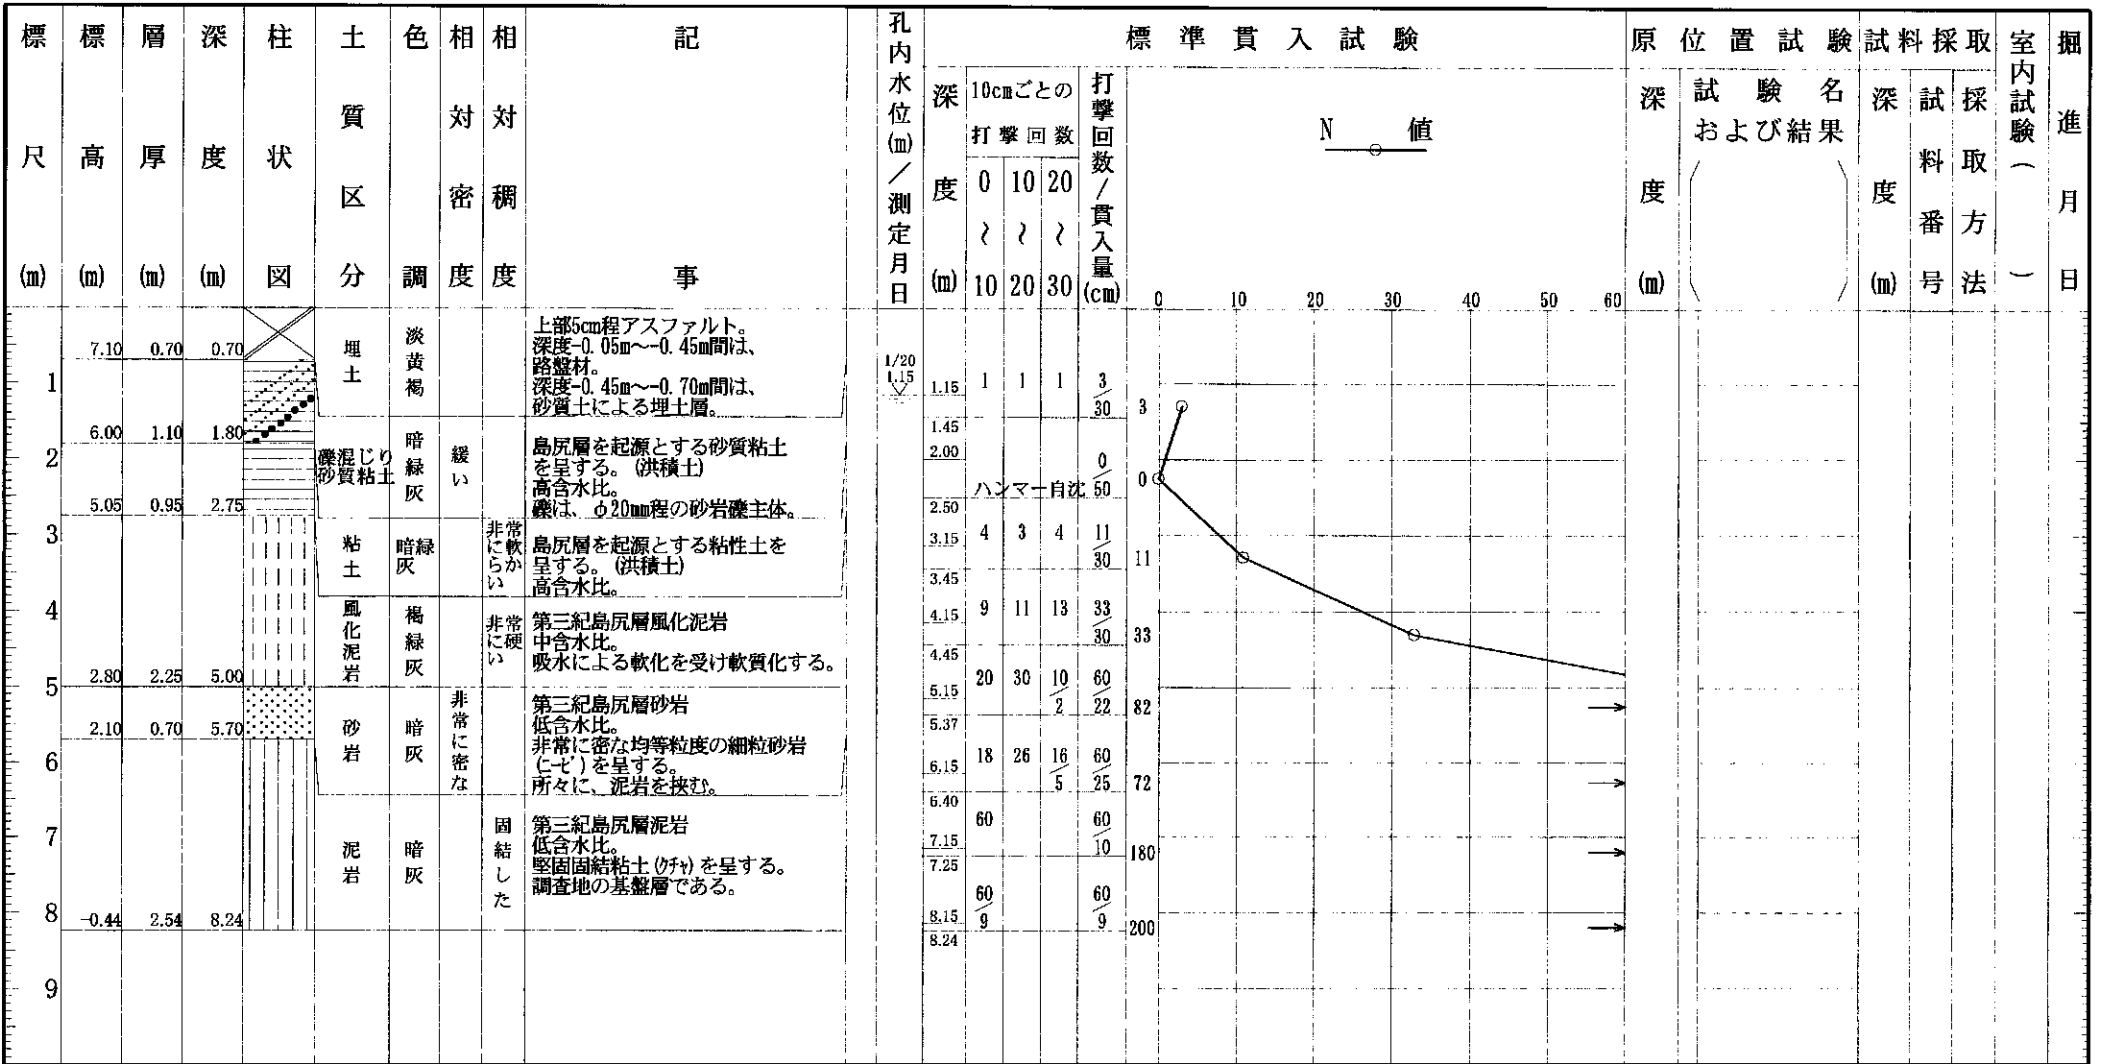 標尺(m)
標高(m)
層厚(m)
深度(m)
柱状図
土質区分
色調
相対密度
相対稠度
記事
孔内水位(m)/測定月日
標準貫入試験
深度(m)
10cmごとの
打撃回数
0〜10
10〜20
20〜30
打撃回数/貫入量(cm)
N 値
0 10 20 30 40 50 60
原位置試験
深度(m)
試験名
および結果
試料採取
深度(m)
試料番号
採取方法
室内試験()
掘進月日
1
2
3
4
5
6
7
8
9
7.10 0.70 0.70
埋土
淡黄褐
上部5cm程アスファルト。
深度-0.05m〜-0.45m間は、
路盤材。
深度-0.45m〜-0.70m間は、
砂質土による埋土層。
6.00 1.10 1.80
礫混じり
砂質粘土
暗緑灰
緩い
島尻層を起源とする砂質粘土
を呈する。(洪積土)
高含水比。
礫は、φ20mm程の砂岩礫主体。
5.05 0.95 2.75
粘土
暗緑灰
非常に軟らかい
島尻層を起源とする粘性土を
呈する。(洪積土)
高含水比。
2.80 2.25 5.00
風化泥岩
褐緑灰
非常に硬い
第三紀島尻層風化泥岩
中含水比。
吸水による軟化を受け軟質化する。
2.10 0.70 5.70
砂岩
暗灰
非常に密な
第三紀島尻層砂岩
低含水比。
非常に密な均等粒度の細粒砂岩
(ﾆｰﾋﾞ)を呈する。
所々に、泥岩を挟む。
-0.44 2.54 8.24
泥岩
暗灰
固結した
第三紀島尻層泥岩
低含水比。
堅固固結粘土(ｸﾁｬ)を呈する。
調査地の基盤層である。
1/20
1.15
1.15 1 1 1 3/30 3
1.45
2.00
ハンマー自沈 0/50 0
2.50
3.15 4 3 4 11/30 11
3.45
4.15 9 11 13 33/30 33
4.45
5.15 20 30 10/2 60/22 82
5.37
6.15 18 26 16/5 60/25 72
6.40
7.15 60 60/10 180
7.25
8.15 60/9 60/9 200
8.24